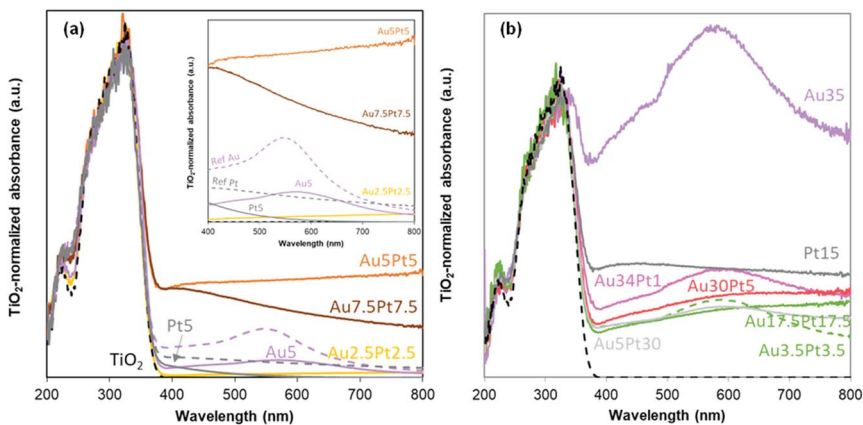 (a)
TiO₂-normalized absorbance (a.u.)
Au5Pt5
Au7.5Pt7.5
Pt5
Au5
Au2.5Pt2.5
TiO₂
200 300 400 500 600 700 800
Wavelength (nm)
TiO₂-normalized absorbance (a.u.)
Au5Pt5
Au7.5Pt7.5
Ref Au
Ref Pt
Au5
Pt5
Au2.5Pt2.5
400 500 600 700 800
Wavelength (nm)
(b)
TiO₂-normalized absorbance (a.u.)
Au35
Pt15
Au34Pt1
Au30Pt5
Au17.5Pt17.5
Au5Pt30
Au3.5Pt3.5
200 300 400 500 600 700 800
Wavelength (nm)